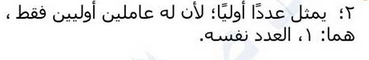 ٢؛ يمثل عددًا أوليًا؛ لأن له عاملين أوليين فقط،
هما: ١، العدد نفسه.